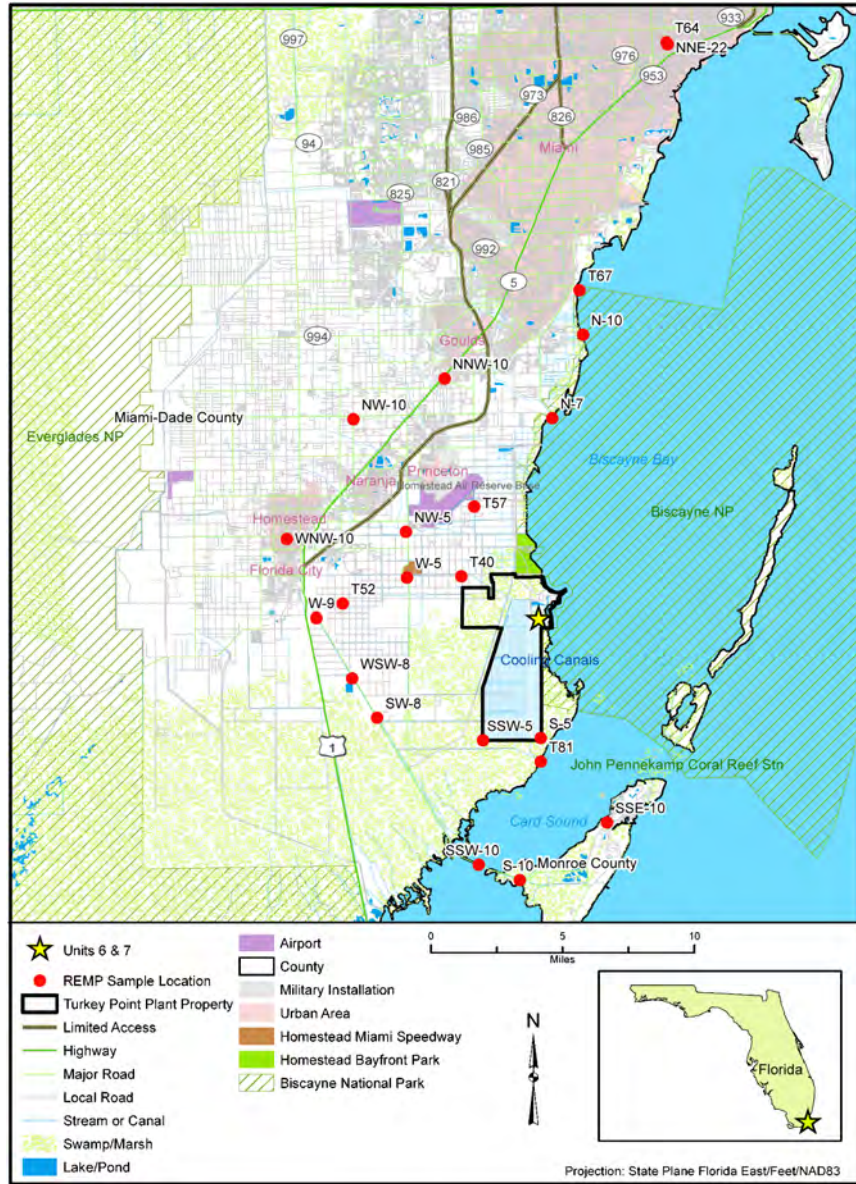 933
T64
NNE-22
997
976
953
973
986
826
94
985
Miami
821
825
992
T67
5
N-10
994
Goulds
NNW-10
NW-10
N-7
Miami-Dade County
Everglades NP
Biscayne Bay
Princeton
Naranja
Homestead Air Reserve Base
Biscayne NP
T57
Homestead
NW-5
WNW-10
W-5
T40
Florida City
T52
W-9
Cooling Canals
WSW-8
SW-8
SSW-5
S-5
1
T81
John Pennekamp Coral Reef Stn
SSE-10
Card Sound
SSW-10
Monroe County
S-10
Units 6 & 7
REMP Sample Location
Turkey Point Plant Property
Limited Access
Highway
Major Road
Local Road
Stream or Canal
Swamp/Marsh
Lake/Pond
Airport
County
Military Installation
Urban Area
Homestead Miami Speedway
Homestead Bayfront Park
Biscayne National Park
0 5 10
Miles
N
Florida
Projection: State Plane Florida East/Feet/NAD83